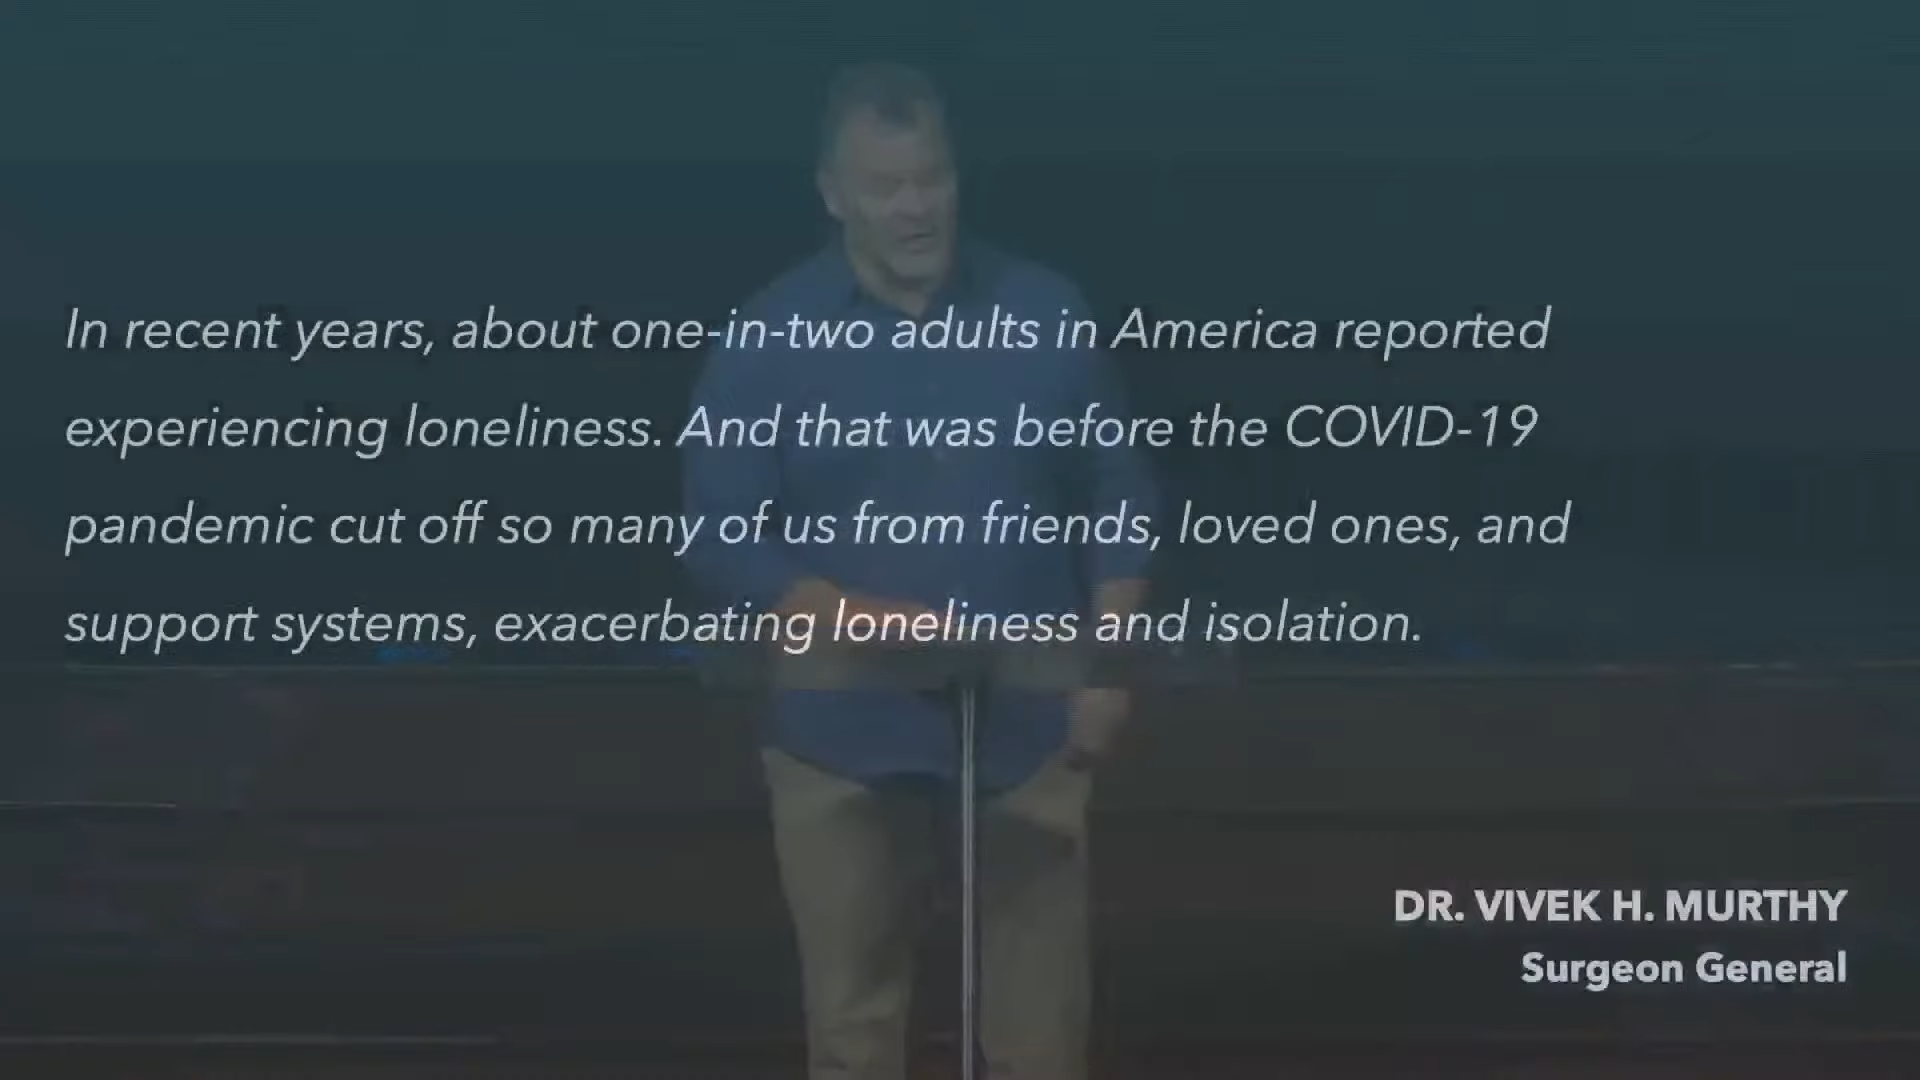 In recent years, about one-in-two adults in America reported
experiencing loneliness. And that was before the COVID-19
pandemic cut off so many of us from friends, loved ones, and
support systems, exacerbating loneliness and isolation.
DR. VIVEK H. MURTHY
Surgeon General